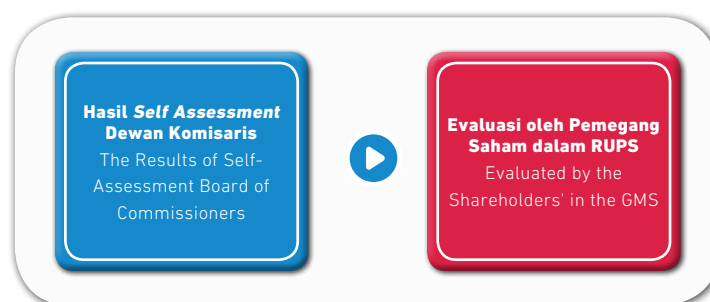 Hasil Self Assessment
Dewan Komisaris
The Results of Self-
Assessment Board of
Commissioners
Evaluasi oleh Pemegang
Saham dalam RUPS
Evaluated by the
Shareholders' in the GMS